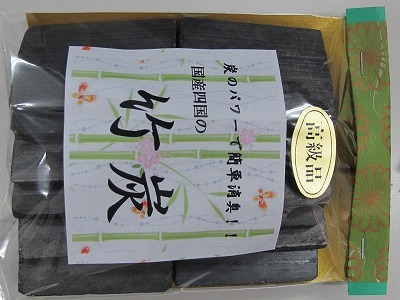 炭のパワーで簡単消臭！！
国産四国の
竹炭
高級品